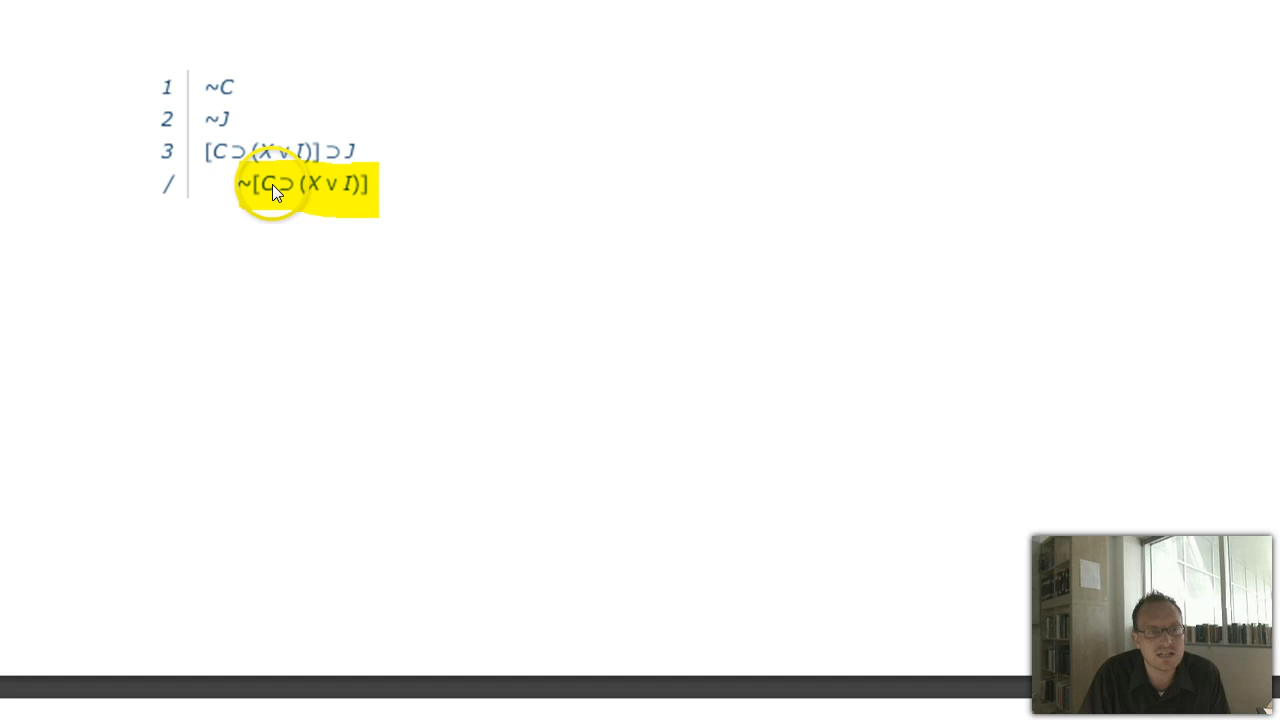 1 ~C
2 ~J
3 [C ⊃ (X v I)] ⊃ J
/ ~[C ⊃ (X v I)]